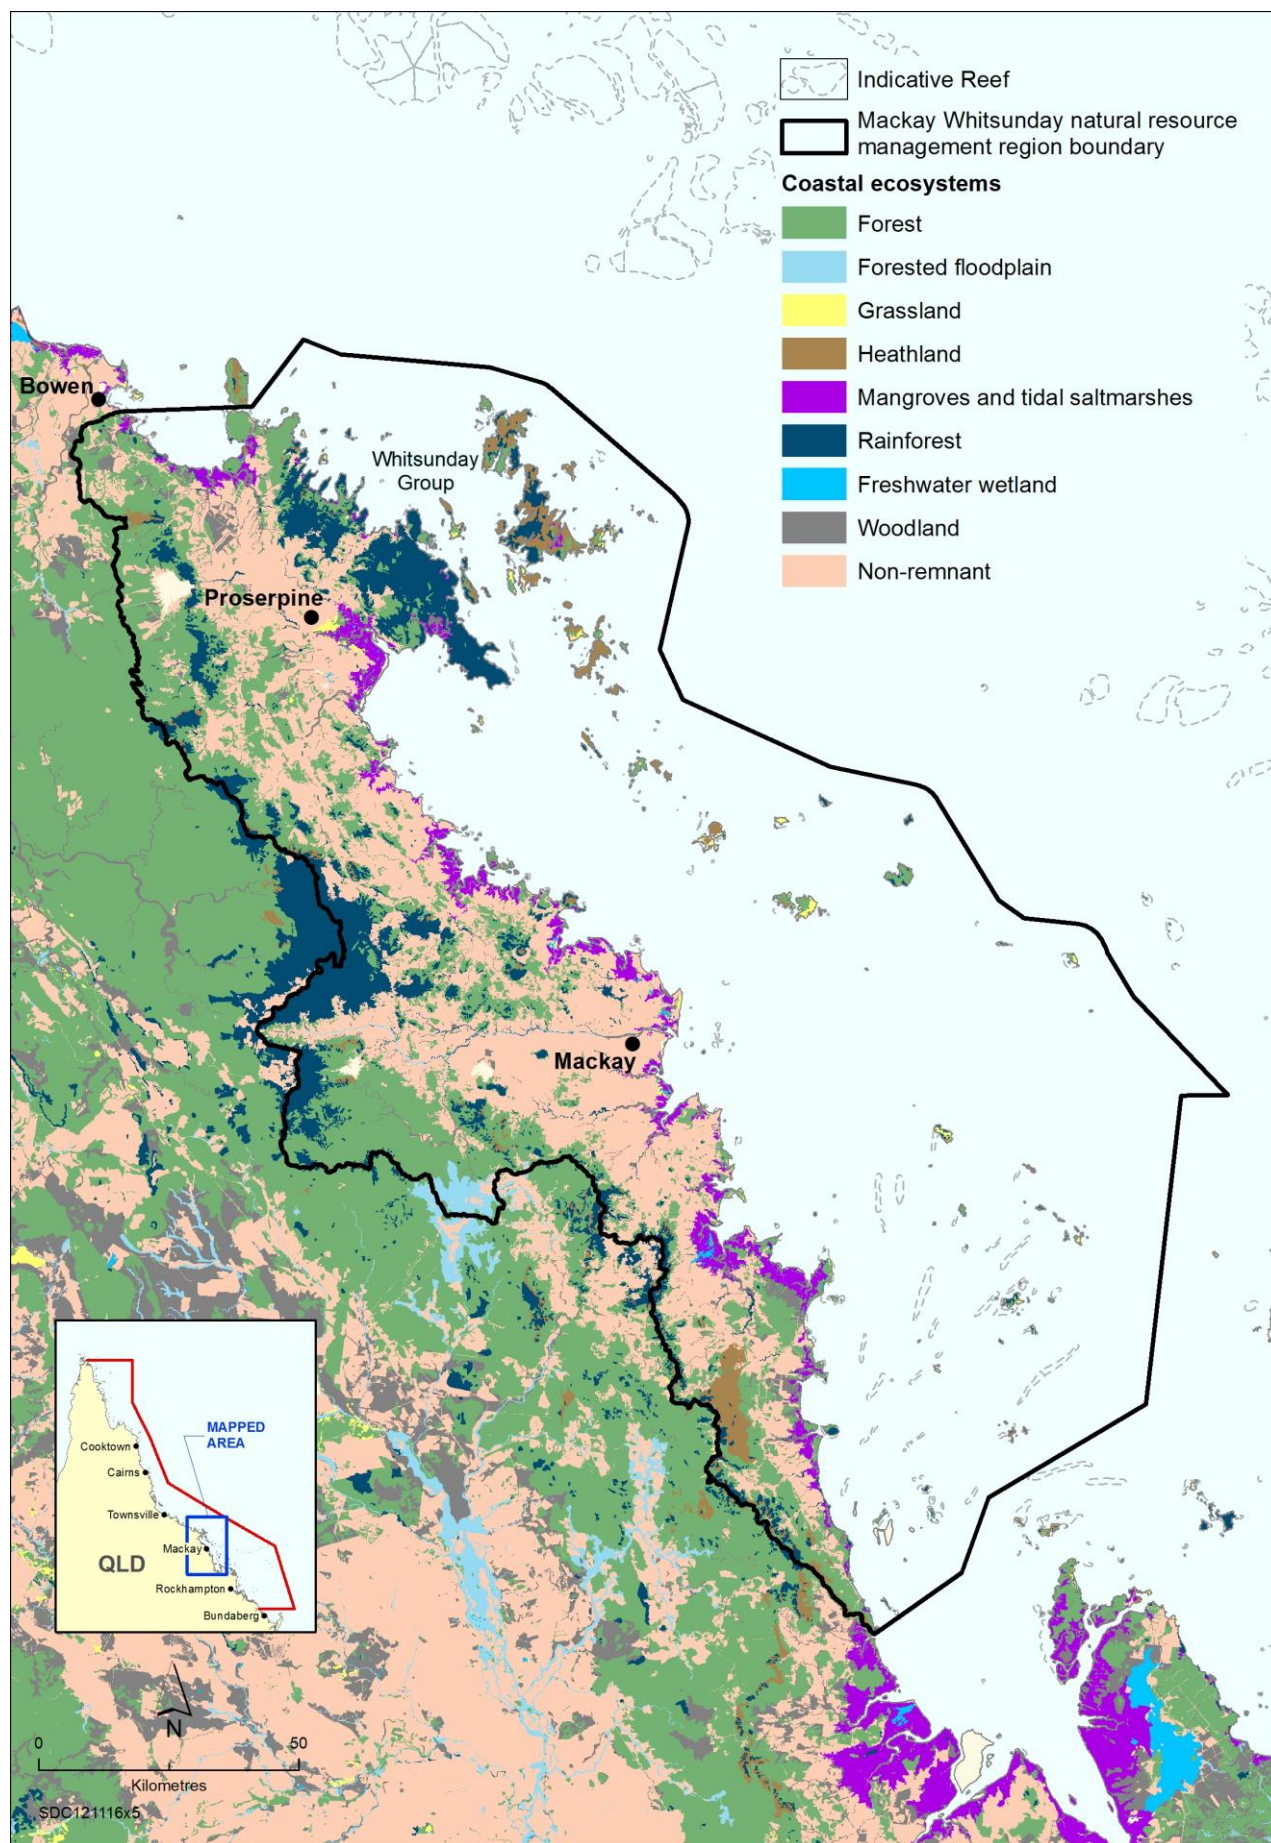 Indicative Reef
Mackay Whitsunday natural resource
management region boundary
Coastal ecosystems
Forest
Forested floodplain
Grassland
Heathland
Mangroves and tidal saltmarshes
Rainforest
Freshwater wetland
Woodland
Non-remnant
Bowen
Whitsunday
Group
Proserpine
Mackay
MAPPED
AREA
Cooktown
Cairns
Townsville
Mackay
QLD
Rockhampton
Bundaberg
N
0 50
Kilometres
SDC121116x5